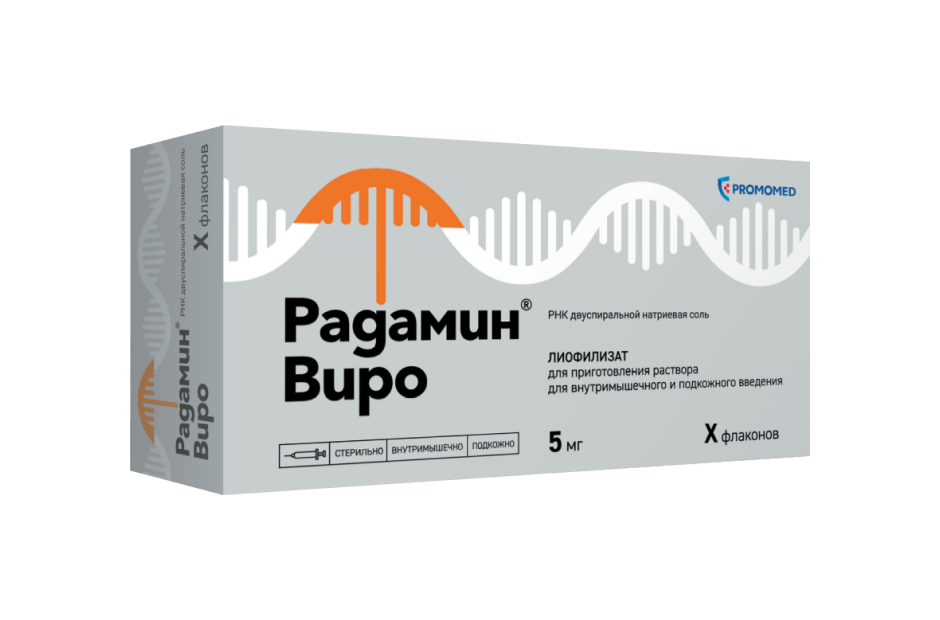 PROMOMED
Радамин®
Виро
РНК двуспиральной натриевая соль
ЛИОФИЛИЗАТ
для приготовления раствора
для внутримышечного и подкожного введения
СТЕРИЛЬНО ВНУТРИМЫШЕЧНО ПОДКОЖНО
5 мг
X флаконов
Радамин®
Виро
РНК двуспиральной натриевая соль
X флаконов